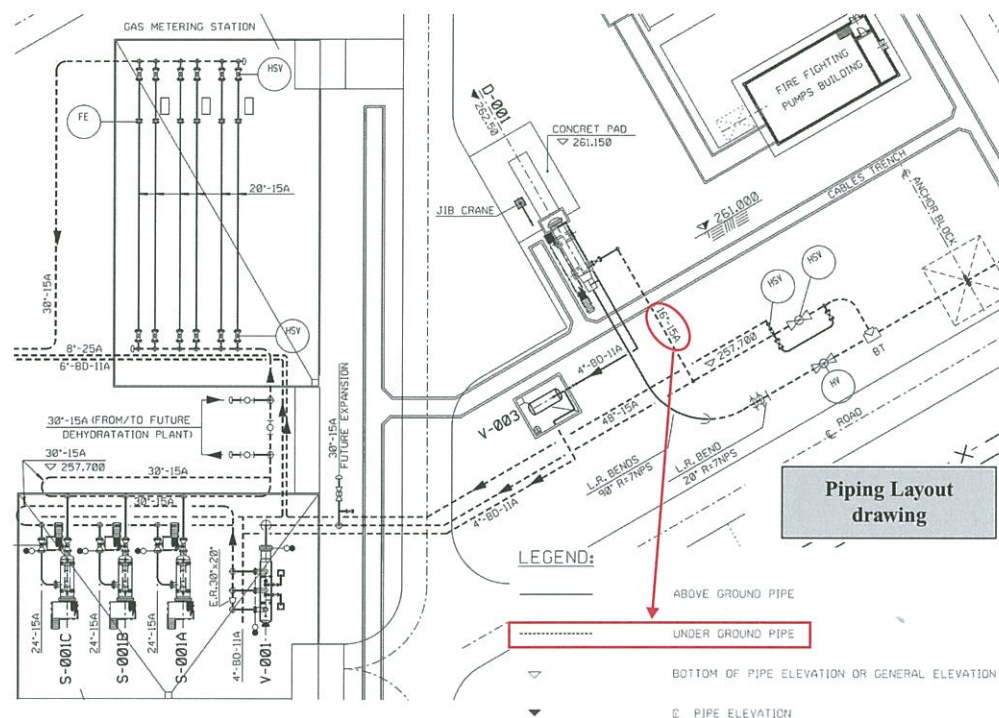 GAS METERING STATION
HSV
FE
20"-15A
30"-15A
HSV
8"-25A
6"-BD-11A
30"-15A (FROM/TO FUTURE
DEHYDRATATION PLANT)
30"-15A
257.700
30"-15A
30"-15A
30"-15A
FUTURE EXPANSION
24"-15A
S-001C
24"-15A
S-001B
24"-15A
S-001A
E.R.30"x20"
4"-BD-11A
V-001
D-001
262.50
CONCRET PAD
261.150
JIB CRANE
FIRE FIGHTING
PUMPS BUILDING
261.000
CABLES TRENCH
ANCHOR BLOCK
HSV
HSV
16"-15A
257.700
4"-BD-11A
BT
HV
V-003
48"-15A
4"-BD-11A
L.R. BENDS
90° R=7NPS
L.R. BEND
20° R=7NPS
℄ ROAD
Piping Layout
drawing
LEGEND:
ABOVE GROUND PIPE
UNDER GROUND PIPE
BOTTOM OF PIPE ELEVATION OR GENERAL ELEVATION
℄ PIPE ELEVATION